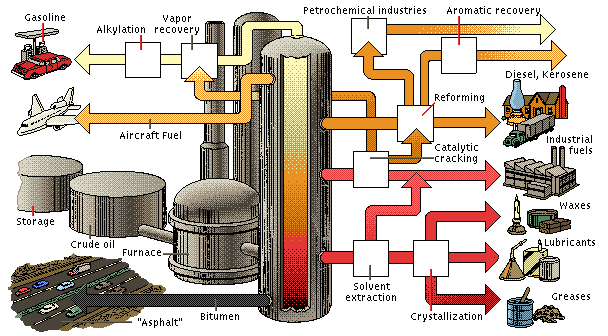 Gasoline
Alkylation
Vapor
recovery
Petrochemical industries
Aromatic recovery
Diesel, Kerosene
Aircraft Fuel
Reforming
Industrial
fuels
Catalytic
cracking
Storage
Crude oil
Furnace
Waxes
Lubricants
Solvent
extraction
Greases
"Asphalt"
Bitumen
Crystallization